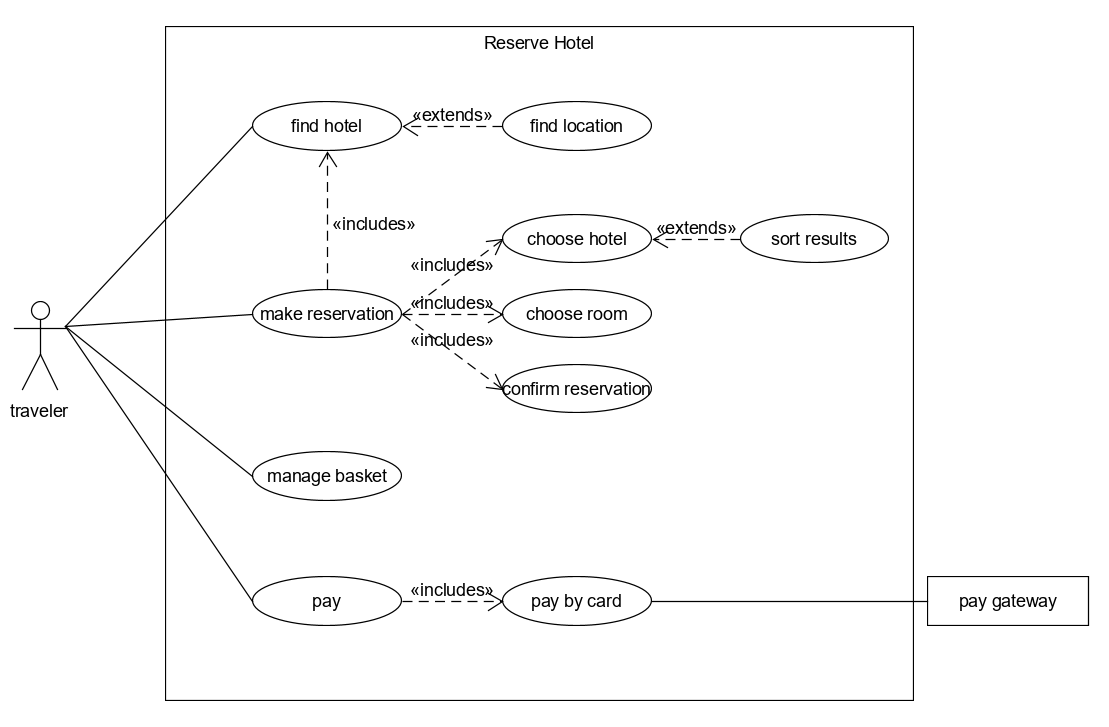 Reserve Hotel
find hotel
«extends»
find location
«includes»
choose hotel
«extends»
sort results
«includes»
make reservation
«includes»
choose room
«includes»
confirm reservation
traveler
manage basket
pay
«includes»
pay by card
pay gateway